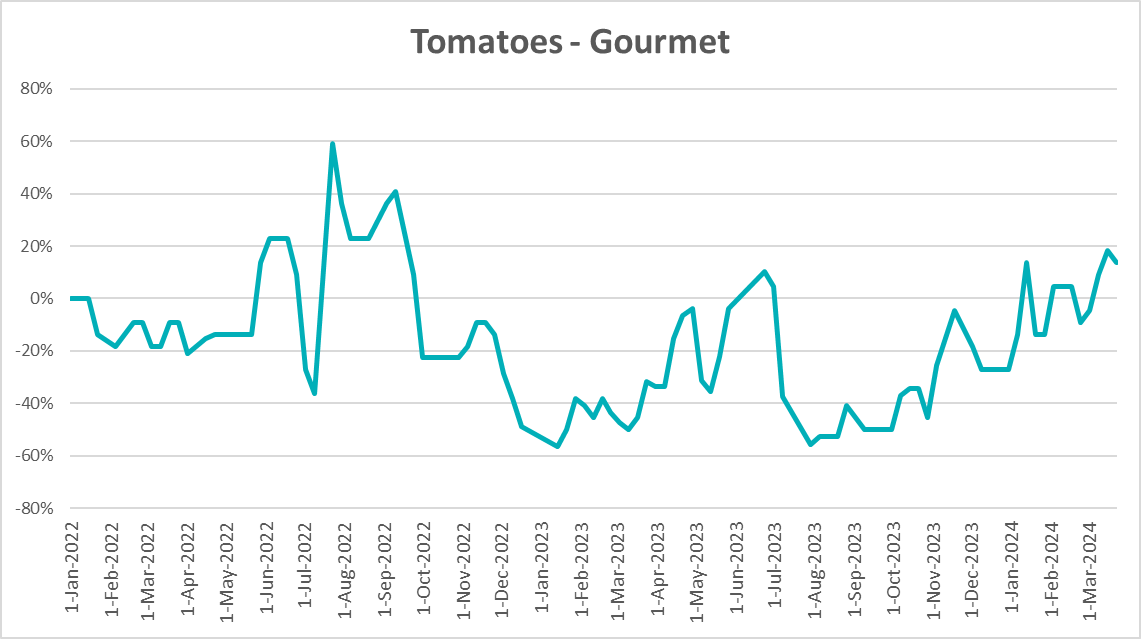 Tomatoes - Gourmet
80%
60%
40%
20%
0%
-20%
-40%
-60%
-80%
1-Jan-2022
1-Feb-2022
1-Mar-2022
1-Apr-2022
1-May-2022
1-Jun-2022
1-Jul-2022
1-Aug-2022
1-Sep-2022
1-Oct-2022
1-Nov-2022
1-Dec-2022
1-Jan-2023
1-Feb-2023
1-Mar-2023
1-Apr-2023
1-May-2023
1-Jun-2023
1-Jul-2023
1-Aug-2023
1-Sep-2023
1-Oct-2023
1-Nov-2023
1-Dec-2023
1-Jan-2024
1-Feb-2024
1-Mar-2024